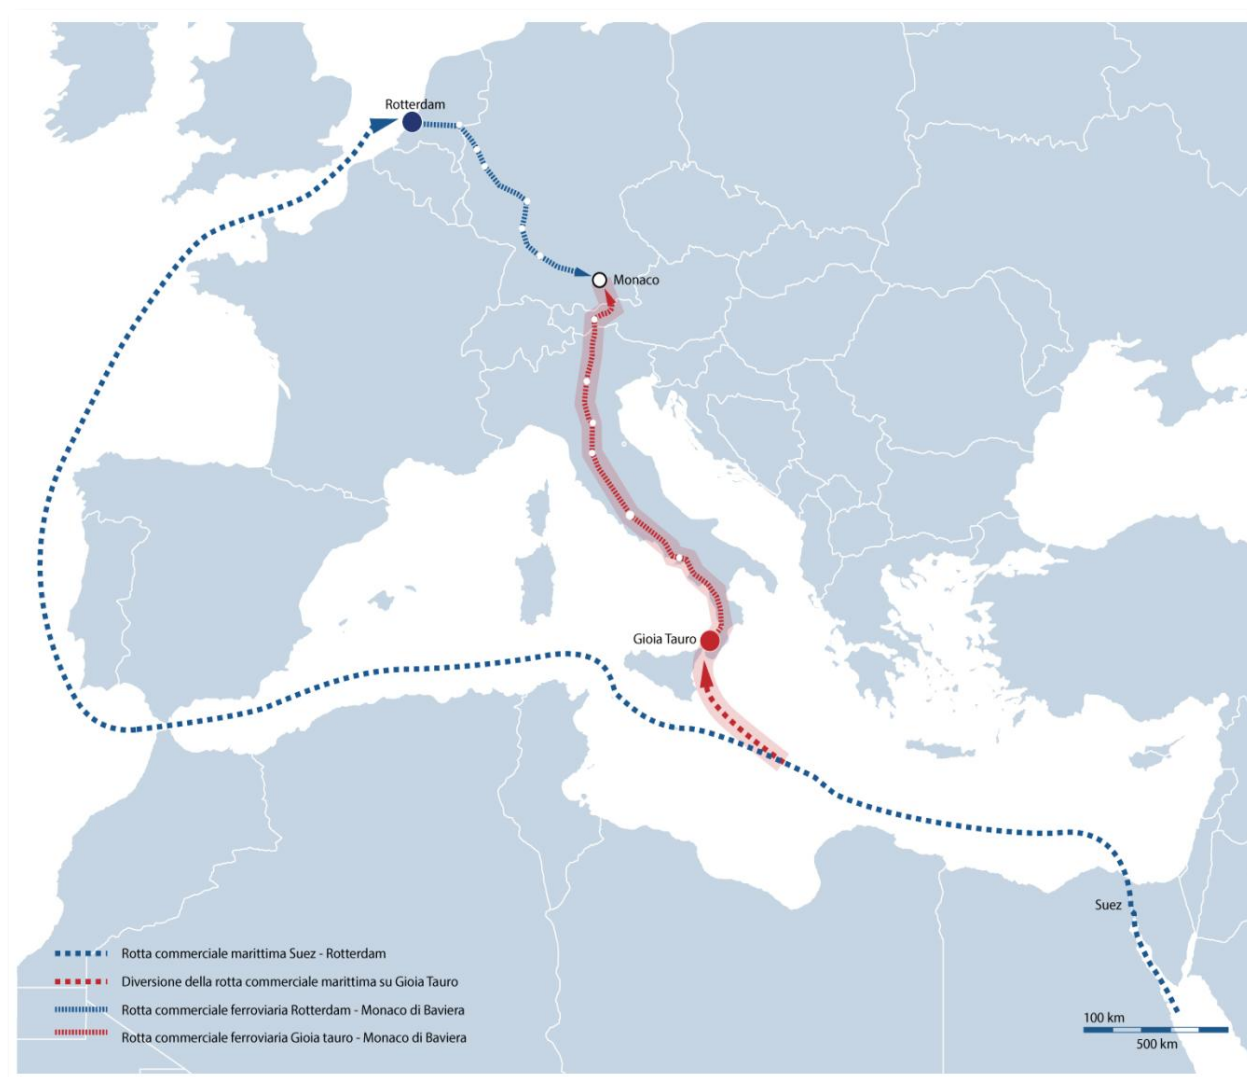 Rotterdam
Monaco
Gioia Tauro
Suez
Rotta commerciale marittima Suez - Rotterdam
Diversione della rotta commerciale marittima su Gioia Tauro
Rotta commerciale ferroviaria Rotterdam - Monaco di Baviera
Rotta commerciale ferroviaria Gioia tauro - Monaco di Baviera
100 km
500 km